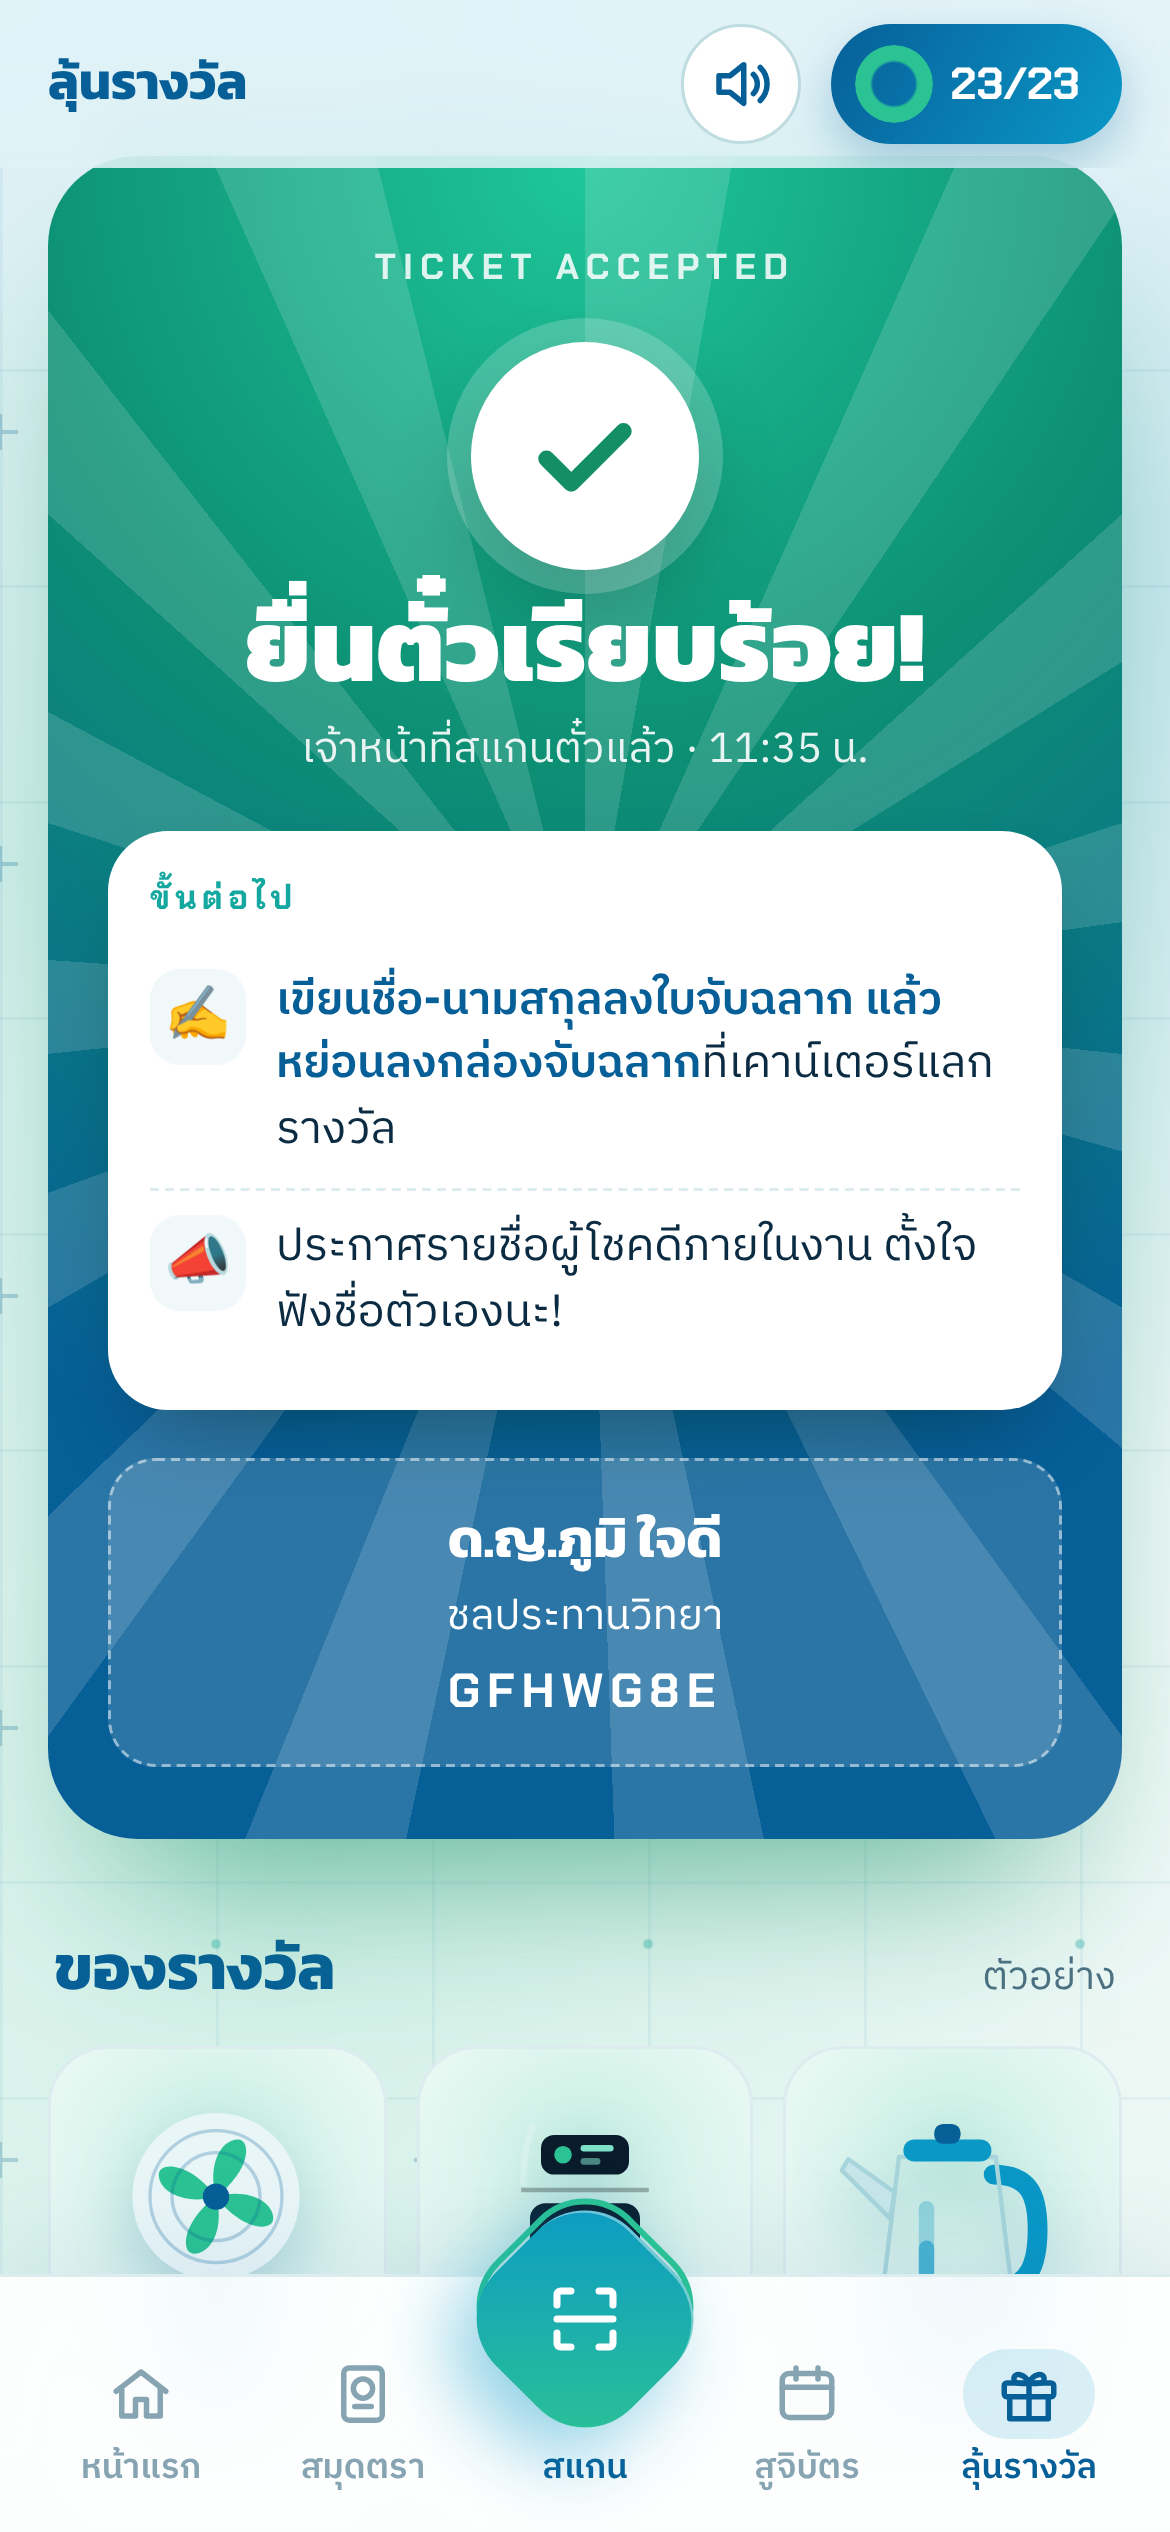 ลุ้นรางวัล
23/23
TICKET ACCEPTED
ยื่นตั๋วเรียบร้อย!
เจ้าหน้าที่สแกนตั๋วแล้ว · 11:35 น.
ขั้นต่อไป
เขียนชื่อ-นามสกุลลงใบจับฉลาก แล้ว
หย่อนลงกล่องจับฉลากที่เคาน์เตอร์แลก
รางวัล
ประกาศรายชื่อผู้โชคดีภายในงาน ตั้งใจ
ฟังชื่อตัวเองนะ!
ด.ญ.ภูมิ ใจดี
ชลประทานวิทยา
GFHWG8E
ของรางวัล
ตัวอย่าง
หน้าแรก
สมุดตรา
สแกน
สูจิบัตร
ลุ้นรางวัล